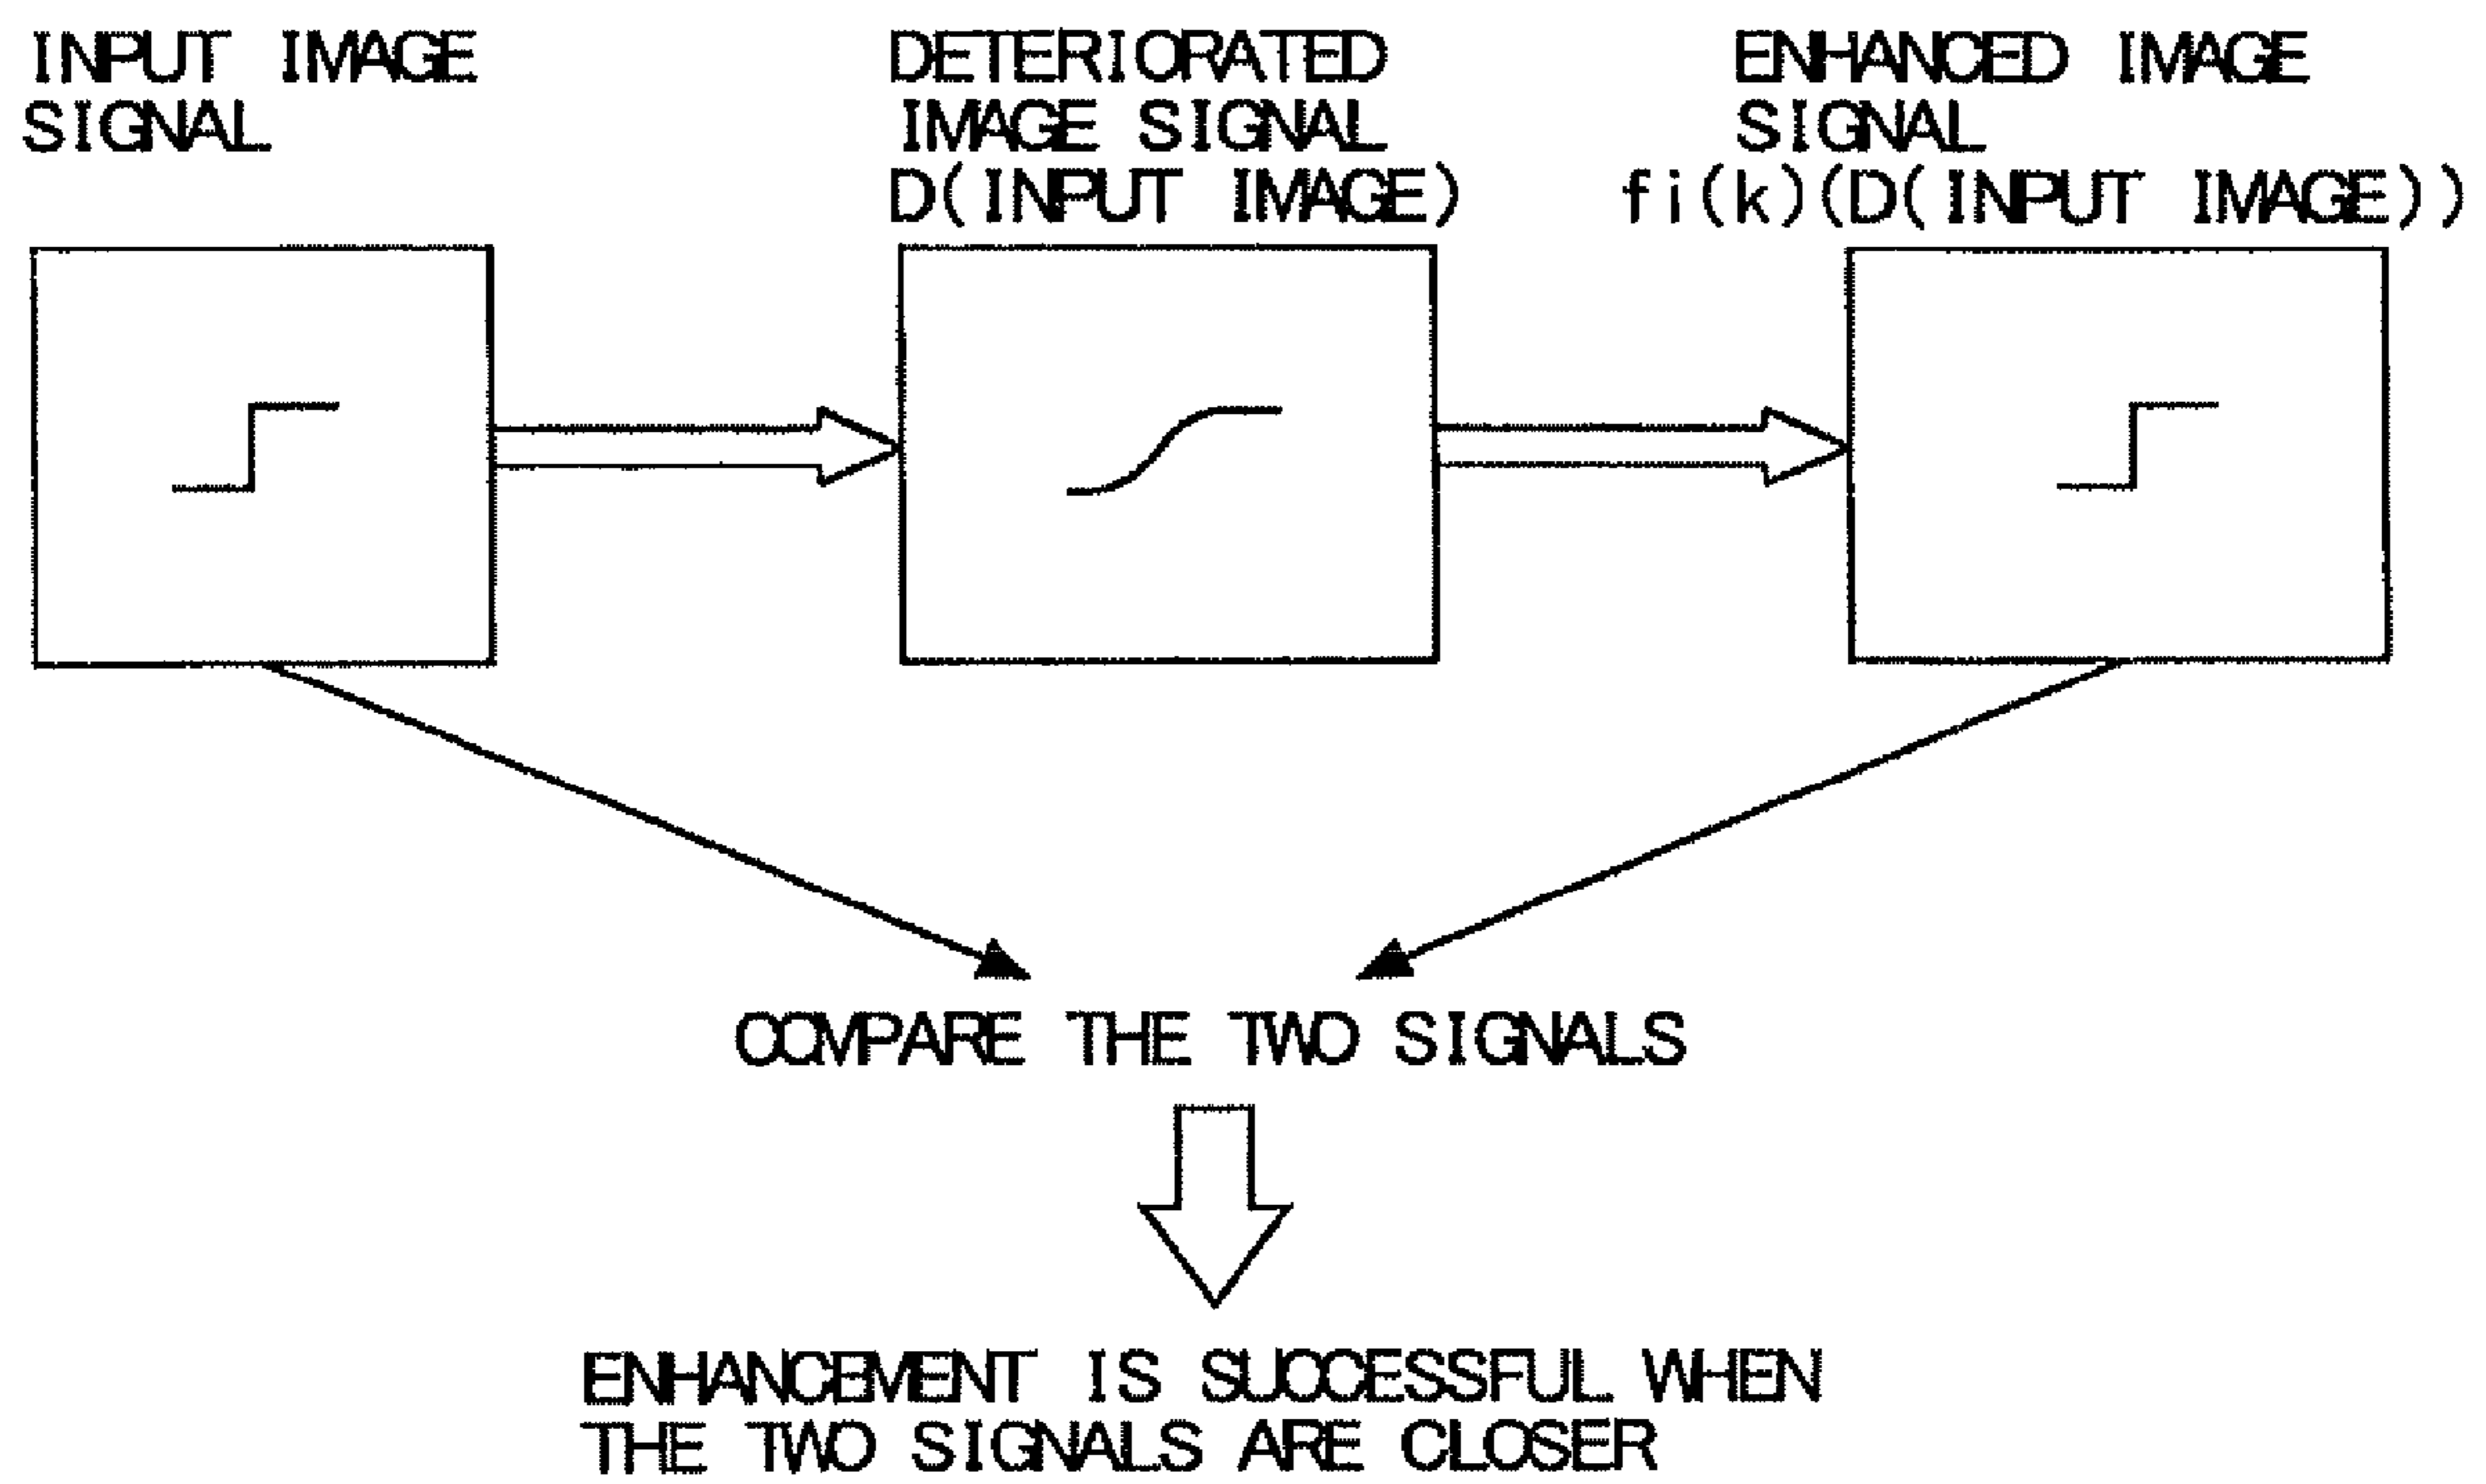 INPUT IMAGE
SIGNAL
DETERIORATED
IMAGE SIGNAL
D(INPUT IMAGE)
ENHANCED IMAGE
SIGNAL
fi(k)(D(INPUT IMAGE))
COMPARE THE TWO SIGNALS
ENHANCEMENT IS SUCCESSFUL WHEN
THE TWO SIGNALS ARE CLOSER